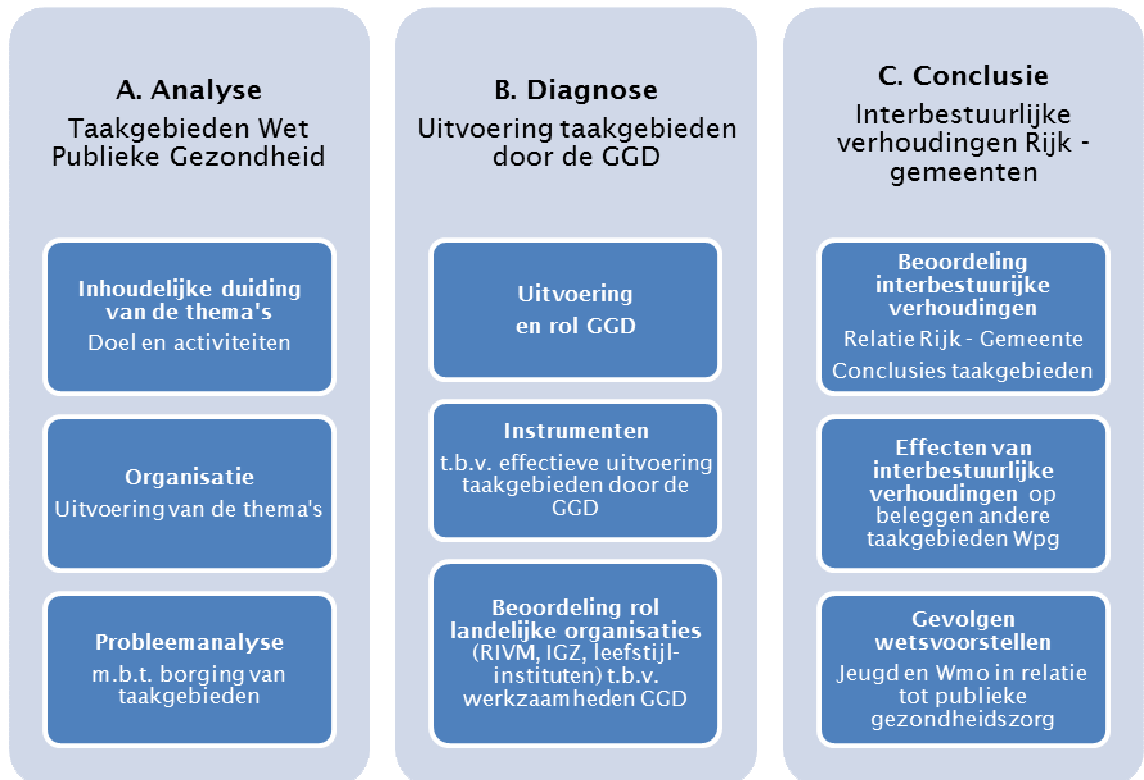 A. Analyse
Taakgebieden Wet
Publieke Gezondheid
Inhoudelijke duiding
van de thema's
Doel en activiteiten
Organisatie
Uitvoering van de thema's
Probleemanalyse
m.b.t. borging van
taakgebieden
B. Diagnose
Uitvoering taakgebieden
door de GGD
Uitvoering
en rol GGD
Instrumenten
t.b.v. effectieve uitvoering
taakgebieden door de
GGD
Beoordeling rol
landelijke organisaties
(RIVM, IGZ, leefstijl-
instituten) t.b.v.
werkzaamheden GGD
C. Conclusie
Interbestuurlijke
verhoudingen Rijk -
gemeenten
Beoordeling
interbestuurijke
verhoudingen
Relatie Rijk - Gemeente
Conclusies taakgebieden
Effecten van
interbestuurlijke
verhoudingen op
beleggen andere
taakgebieden Wpg
Gevolgen
wetsvoorstellen
Jeugd en Wmo in relatie
tot publieke
gezondheidszorg